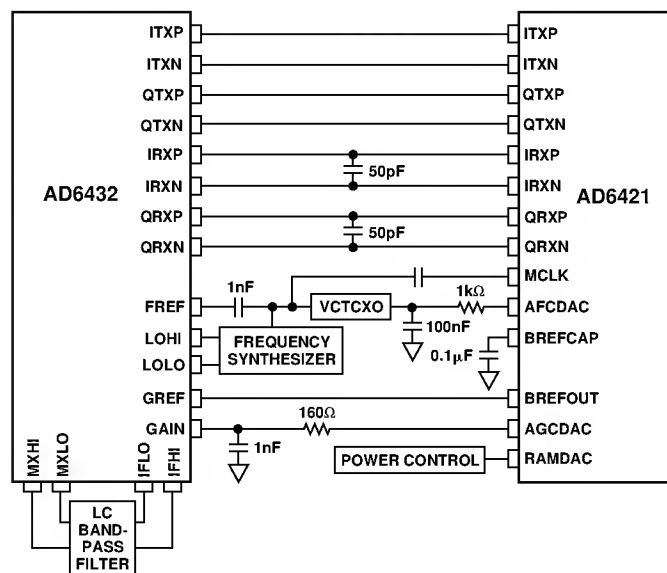 ITXP
ITXP
ITXN
ITXN
QTXP
QTXP
QTXN
QTXN
IRXP
IRXP
50pF
AD6432
IRXN
IRXN
AD6421
QRXP
QRXP
50pF
QRXN
QRXN
MCLK
1nF
1kΩ
FREF
VCTCXO
AFCDAC
100nF
LOHI
FREQUENCY
SYNTHESIZER
BREFCAP
0.1µF
LOLO
GREF
BREFOUT
160Ω
GAIN
AGCDAC
1nF
POWER CONTROL
RAMDAC
MXHI
MXLO
IFLO
IFHI
LC
BAND-
PASS
FILTER